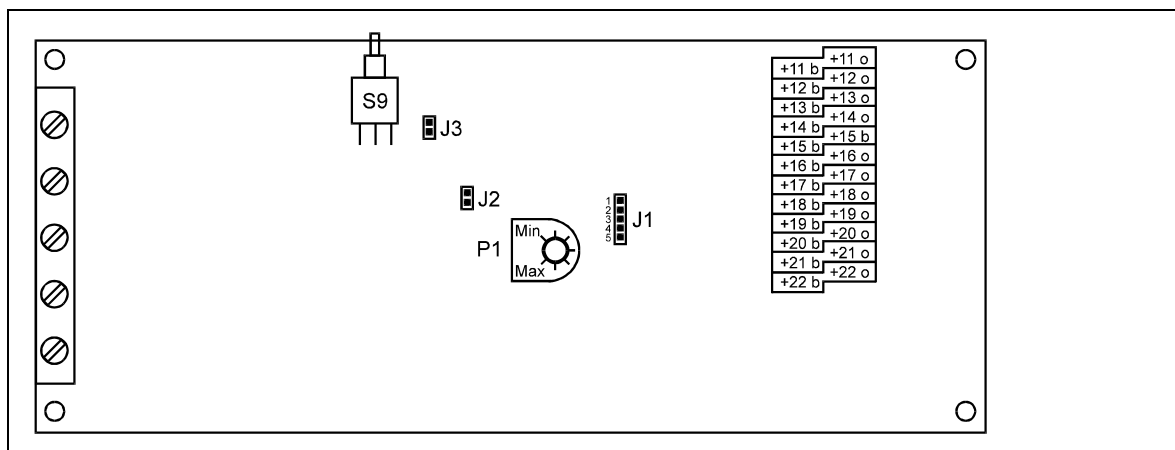 S9
J3
J2
P1
Min
Max
1
2
3
4
5
J1
+11 b
+12 b
+13 b
+14 b
+15 b
+16 b
+17 b
+18 b
+19 b
+20 b
+21 b
+22 b
+11 o
+12 o
+13 o
+14 o
+15 b
+16 o
+17 o
+18 o
+19 o
+20 o
+21 o
+22 o